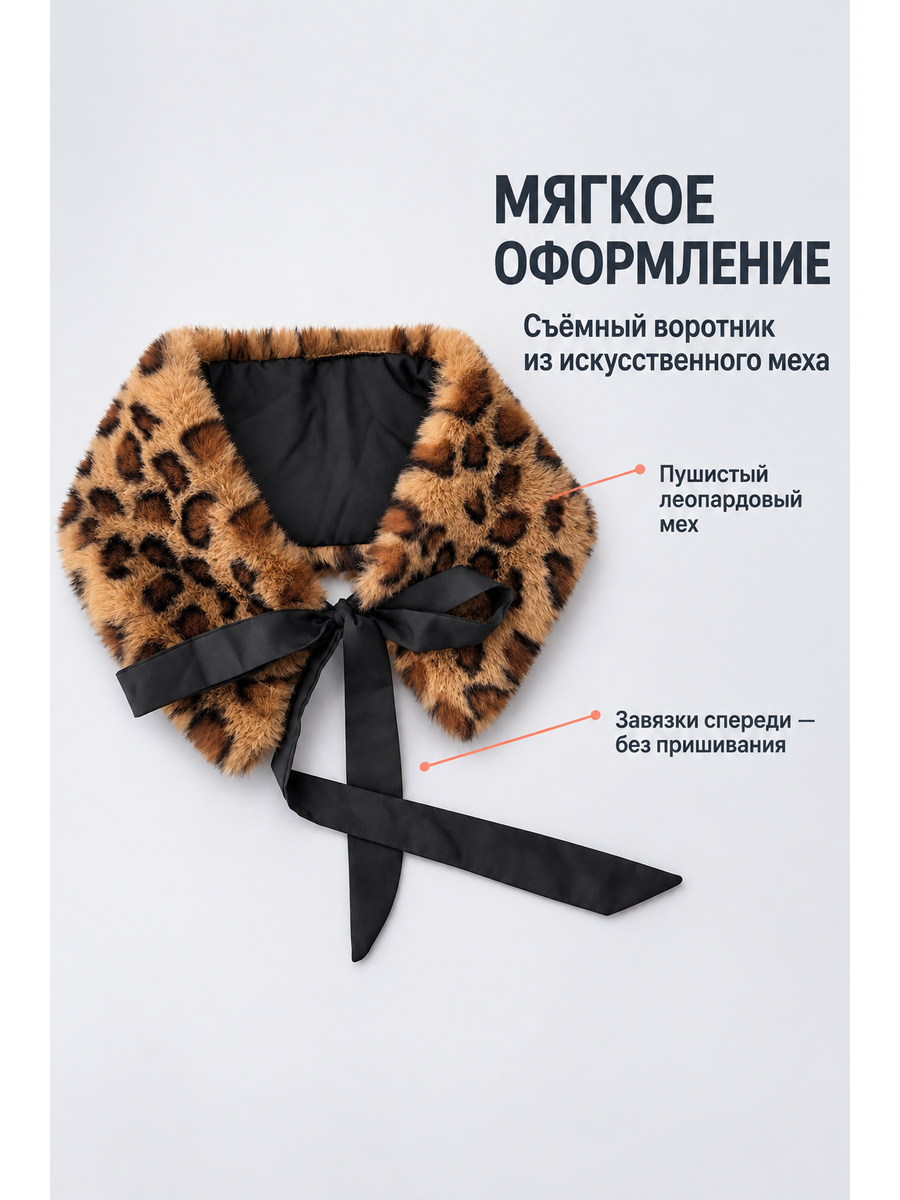 МЯГКОЕ
ОФОРМЛЕНИЕ
Съёмный воротник
из искусственного меха
Пушистый
леопардовый
мех
Завязки спереди —
без пришивания